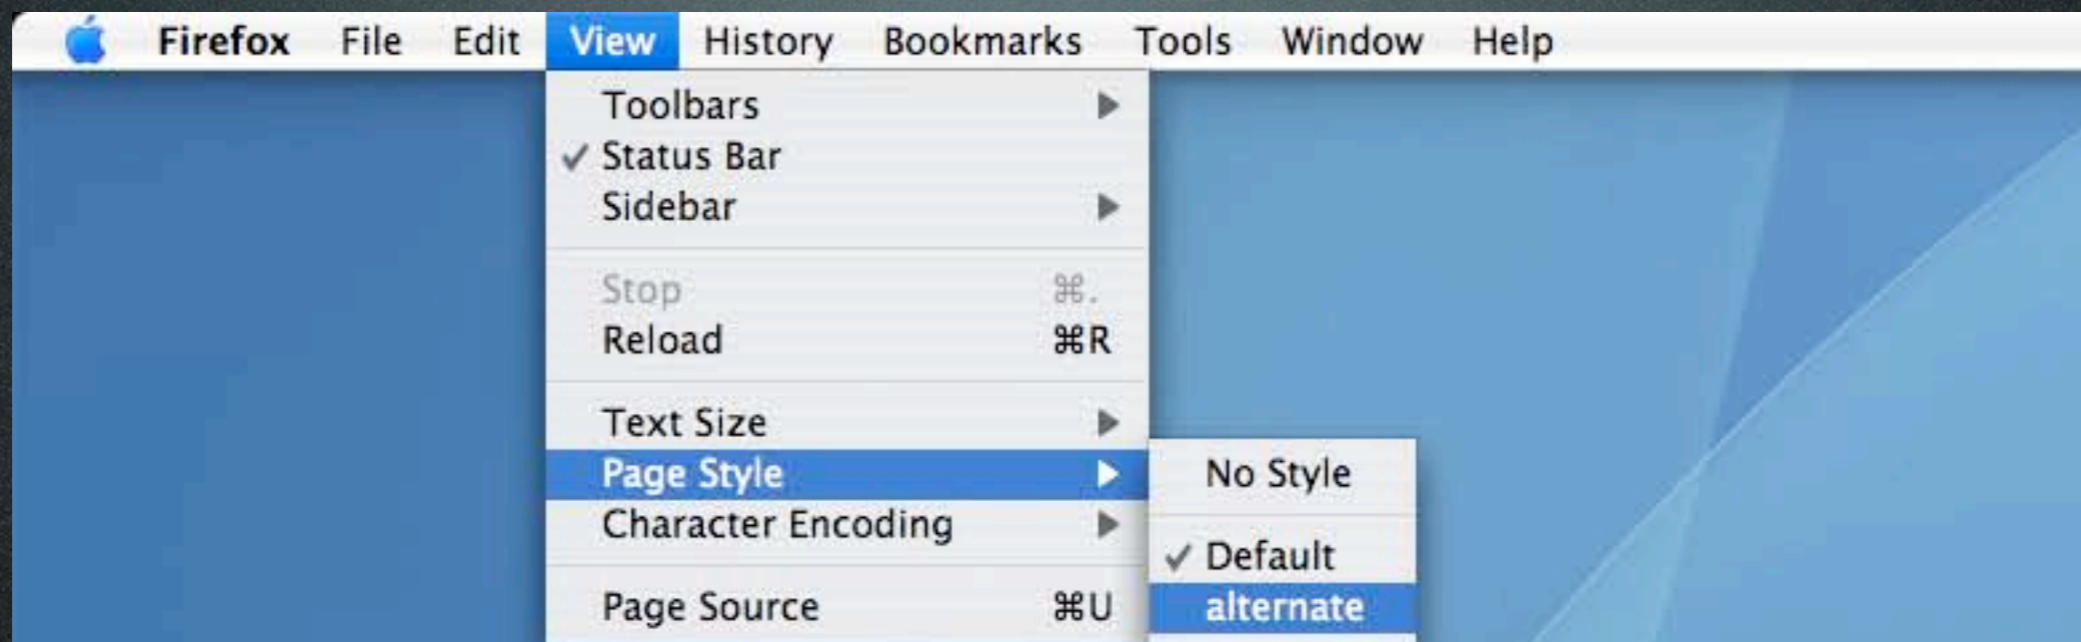 Firefox File Edit View History Bookmarks Tools Window Help
Toolbars
✓ Status Bar
Sidebar
Stop ⌘.
Reload ⌘R
Text Size
Page Style
No Style
Character Encoding
✓ Default
Page Source ⌘U
alternate